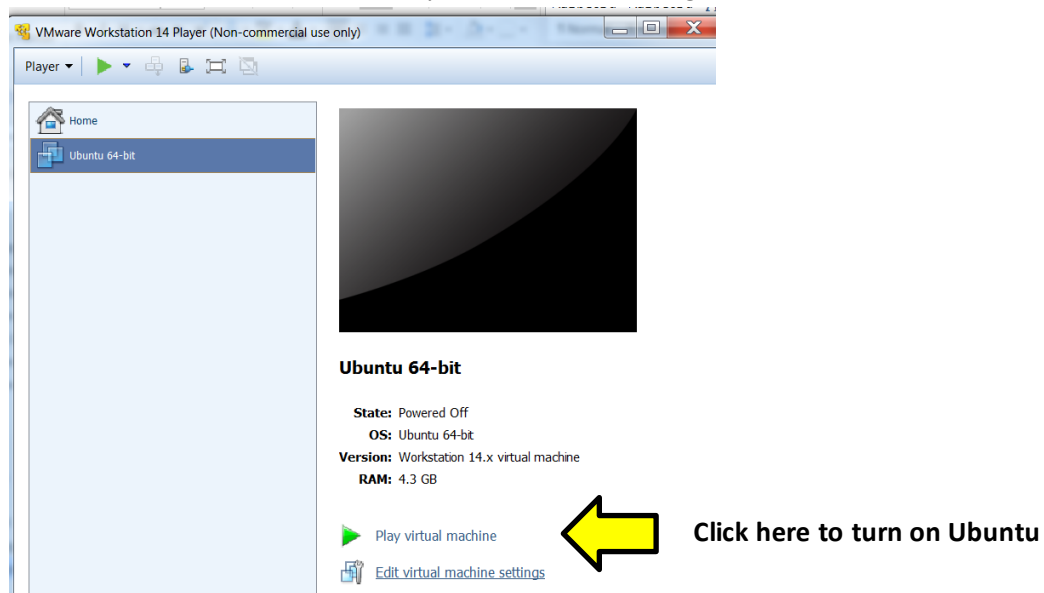 VMware Workstation 14 Player (Non-commercial use only)
Player
Home
Ubuntu 64-bit
Ubuntu 64-bit
State: Powered Off
OS: Ubuntu 64-bit
Version: Workstation 14.x virtual machine
RAM: 4.3 GB
Play virtual machine
Click here to turn on Ubuntu
Edit virtual machine settings